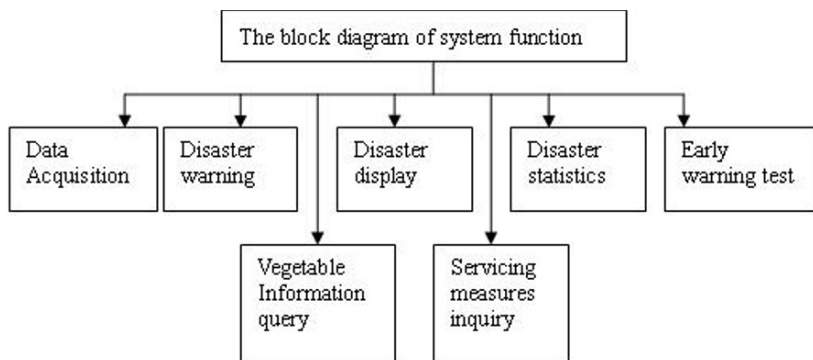 The block diagram of system function
Data
Acquisition
Disaster
warning
Disaster
display
Disaster
statistics
Early
warning test
Vegetable
Information
query
Servicing
measures
inquiry